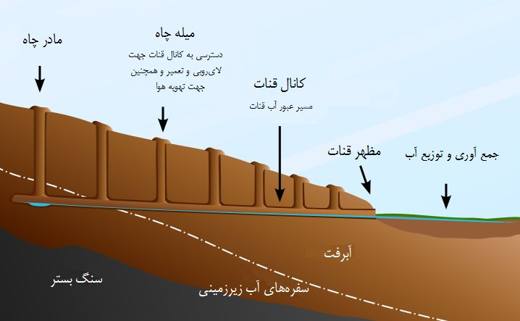 مادر چاه
میله چاه
دسترسی به کانال قنات جهت
لای‌روبی و تعمیر و همچنین
جهت تهویه هوا
کانال قنات
مسیر عبور آب قنات
مظهر قنات
جمع آوری و توزیع آب
آبرفت
سنگ بستر
سفره‌های آب زیرزمینی